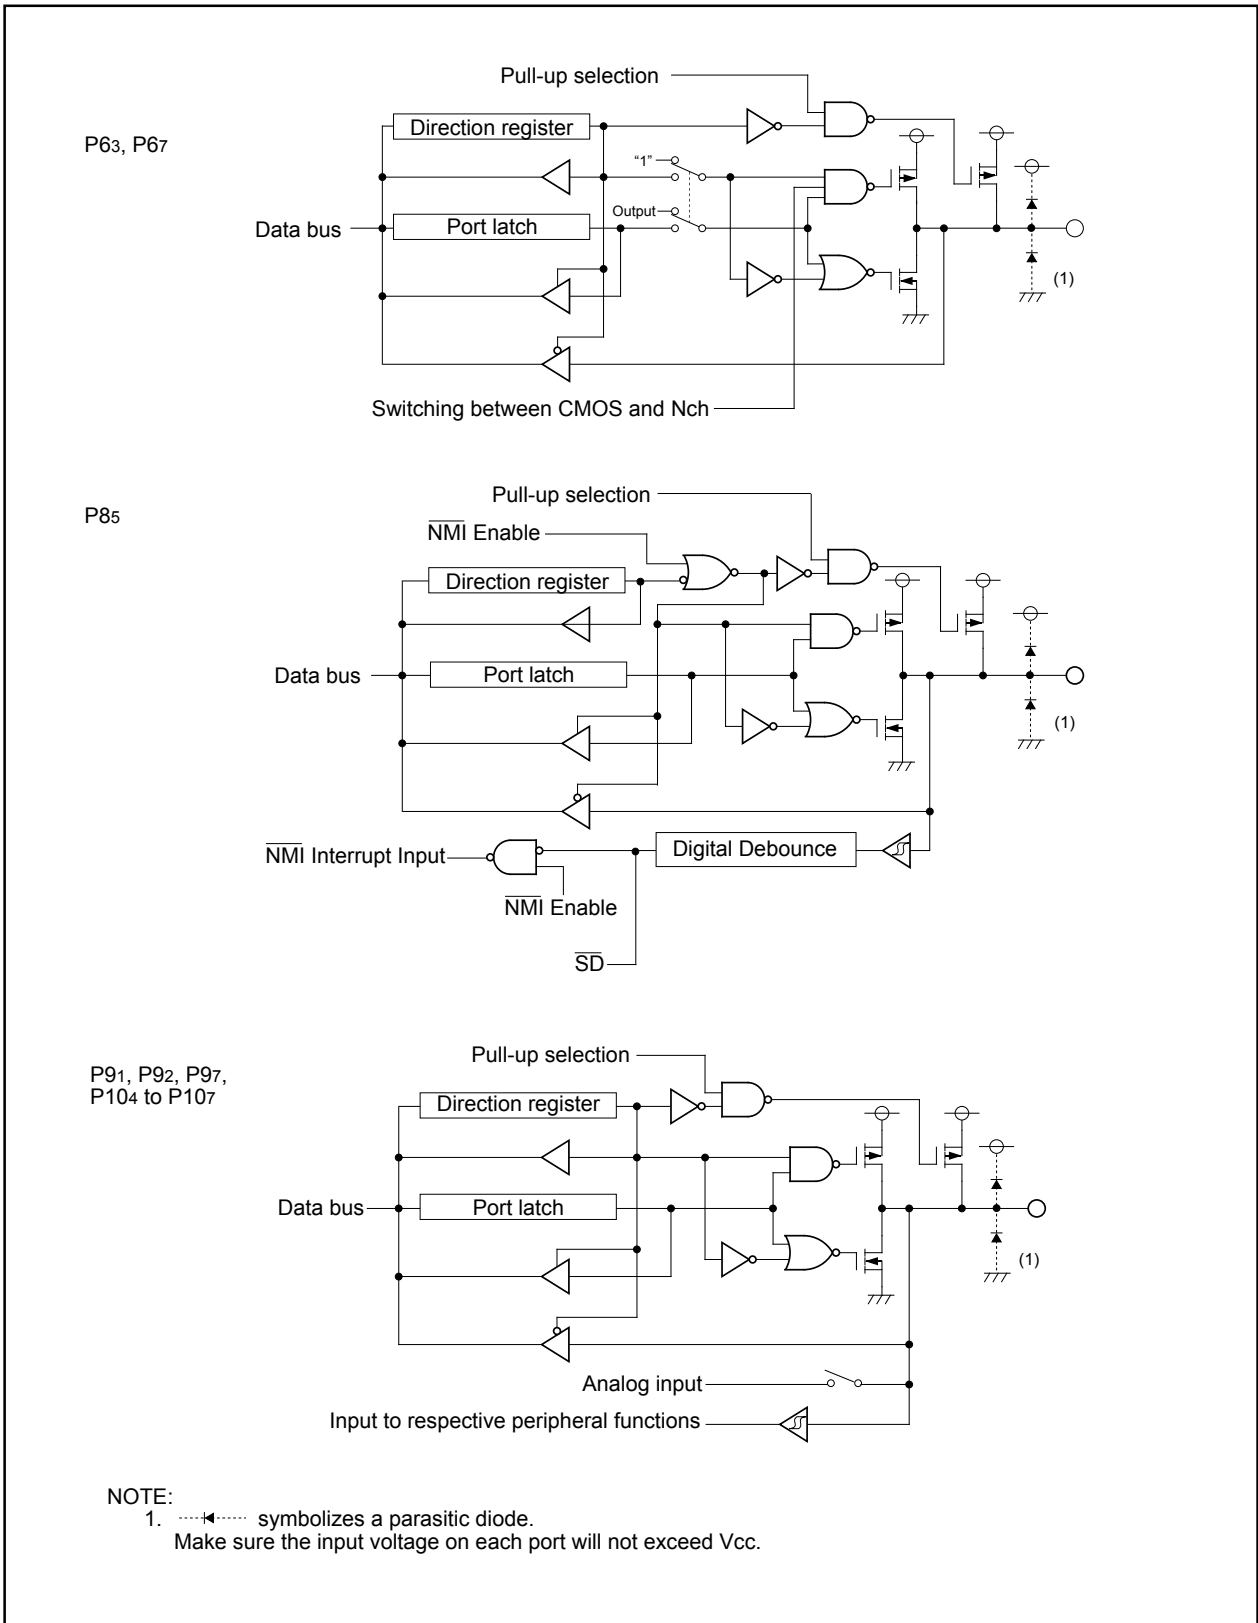 Pull-up selection
P63, P67
Direction register
"1"
Output
Data bus
Port latch
(1)
Switching between CMOS and Nch
Pull-up selection
P85
NMI Enable
Direction register
Data bus
Port latch
(1)
NMI Interrupt Input
Digital Debounce
NMI Enable
SD
Pull-up selection
P91, P92, P97,
P104 to P107
Direction register
Data bus
Port latch
(1)
Analog input
Input to respective peripheral functions
NOTE:
1. symbolizes a parasitic diode.
Make sure the input voltage on each port will not exceed Vcc.